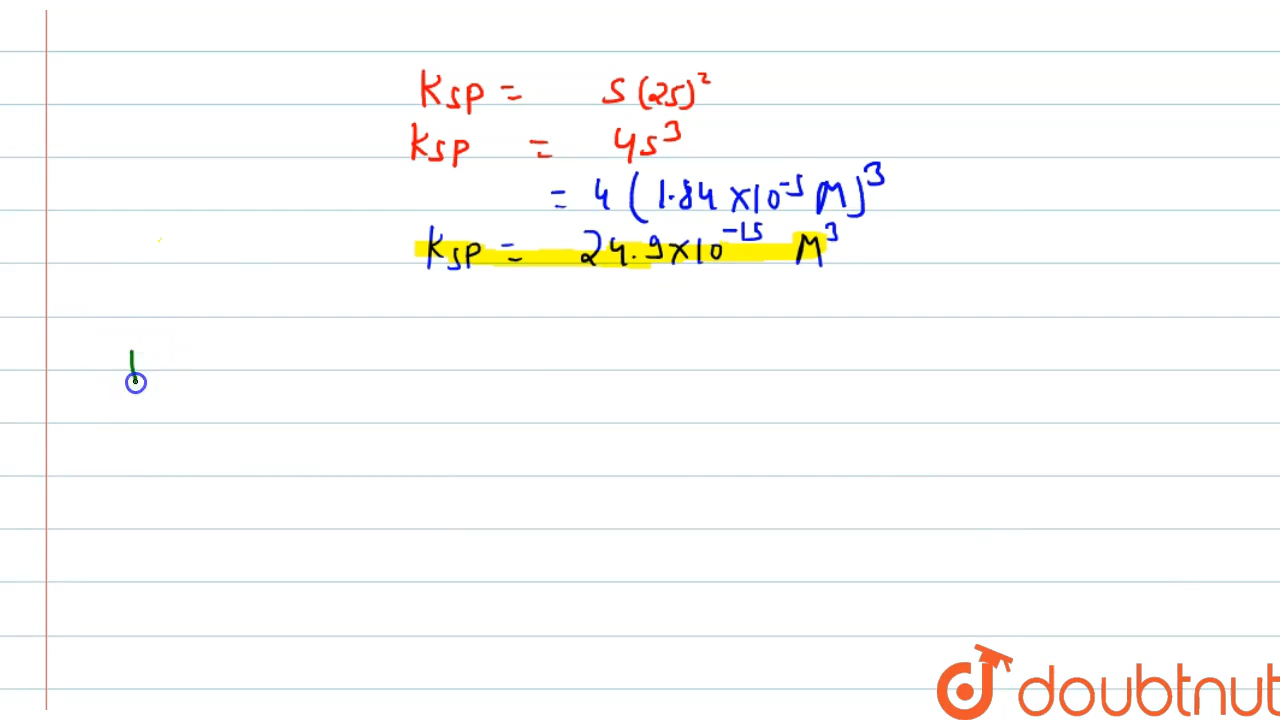 Ksp = s(2s)²
Ksp = 4s³
= 4(1.84×10⁻⁵ M)³
Ksp = 24.9×10⁻¹⁵ M³
doubtnut